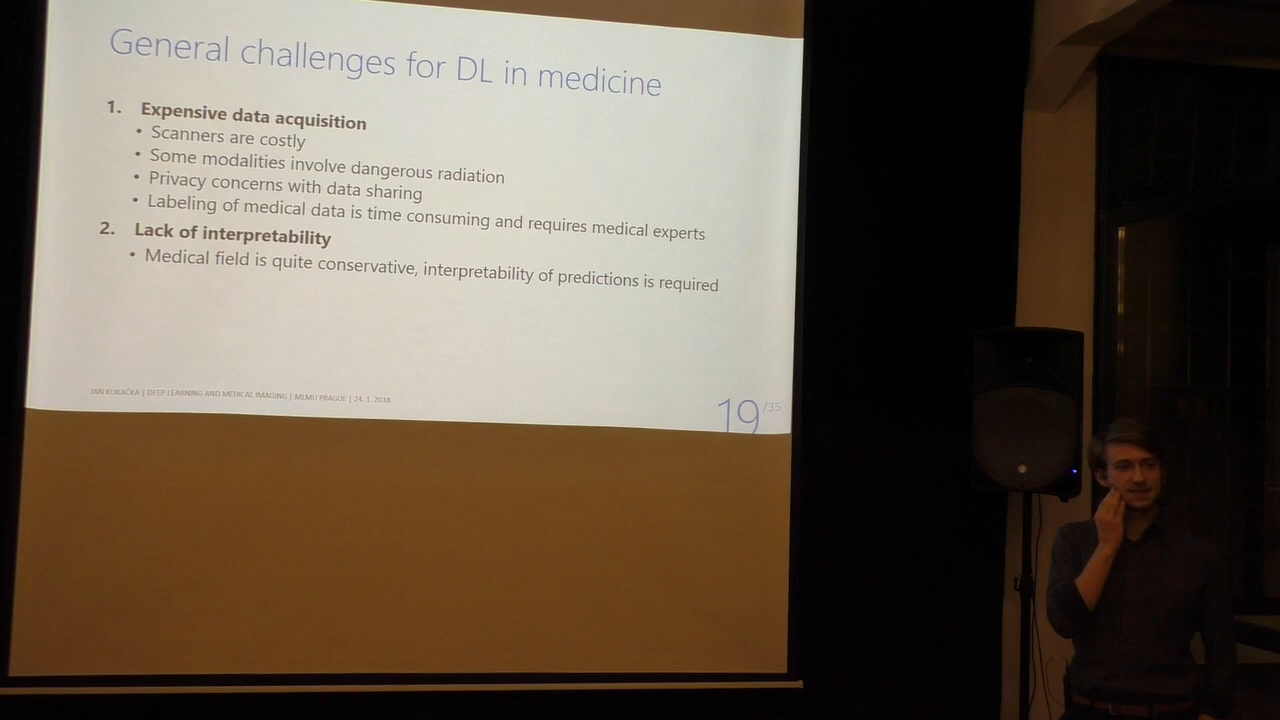 General challenges for DL in medicine
1. Expensive data acquisition
• Scanners are costly
• Some modalities involve dangerous radiation
• Privacy concerns with data sharing
• Labeling of medical data is time consuming and requires medical experts
2. Lack of interpretability
• Medical field is quite conservative, interpretability of predictions is required
JAN KUKAČKA | DEEP LEARNING AND MEDICAL IMAGING | MLMU PRAGUE | 24.1.2018
19/35